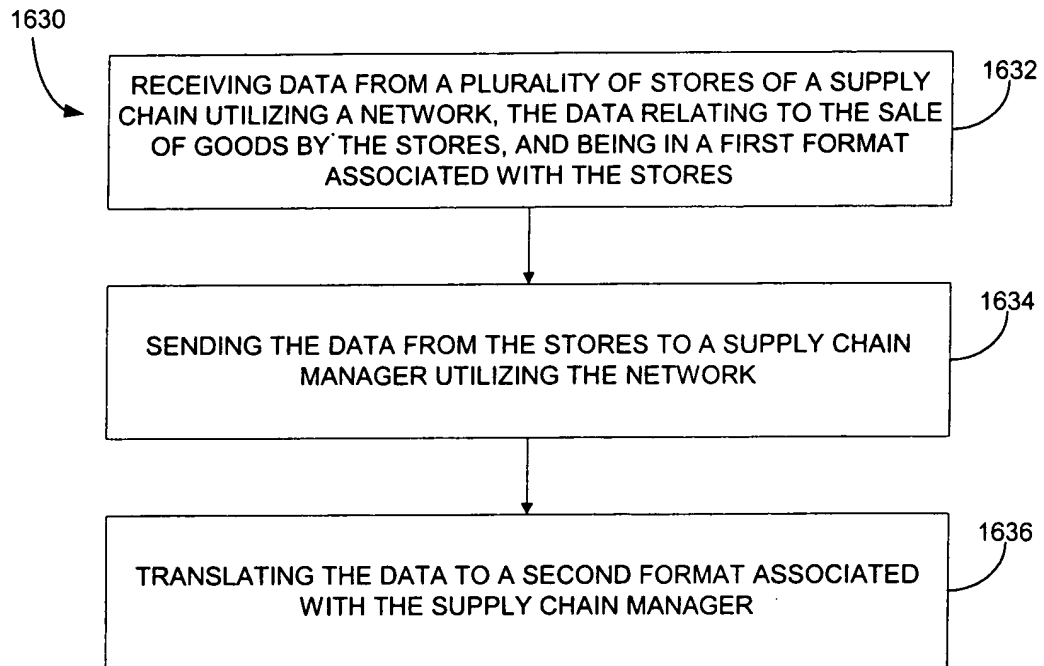 1630
RECEIVING DATA FROM A PLURALITY OF STORES OF A SUPPLY
CHAIN UTILIZING A NETWORK, THE DATA RELATING TO THE SALE
OF GOODS BY THE STORES, AND BEING IN A FIRST FORMAT
ASSOCIATED WITH THE STORES
1632
SENDING THE DATA FROM THE STORES TO A SUPPLY CHAIN
MANAGER UTILIZING THE NETWORK
1634
TRANSLATING THE DATA TO A SECOND FORMAT ASSOCIATED
WITH THE SUPPLY CHAIN MANAGER
1636